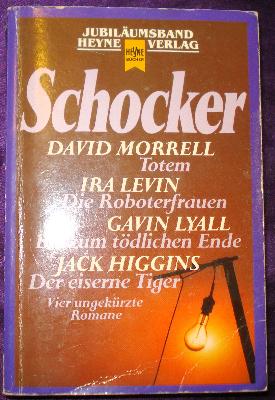 JUBILÄUMSBAND
HEYNE VERLAG
HEYNE
BÜCHER
Schocker
DAVID MORRELL
Totem
IRA LEVIN
Die Roboterfrauen
GAVIN LYALL
Bis zum tödlichen Ende
JACK HIGGINS
Der eiserne Tiger
Vier ungekürzte
Romane